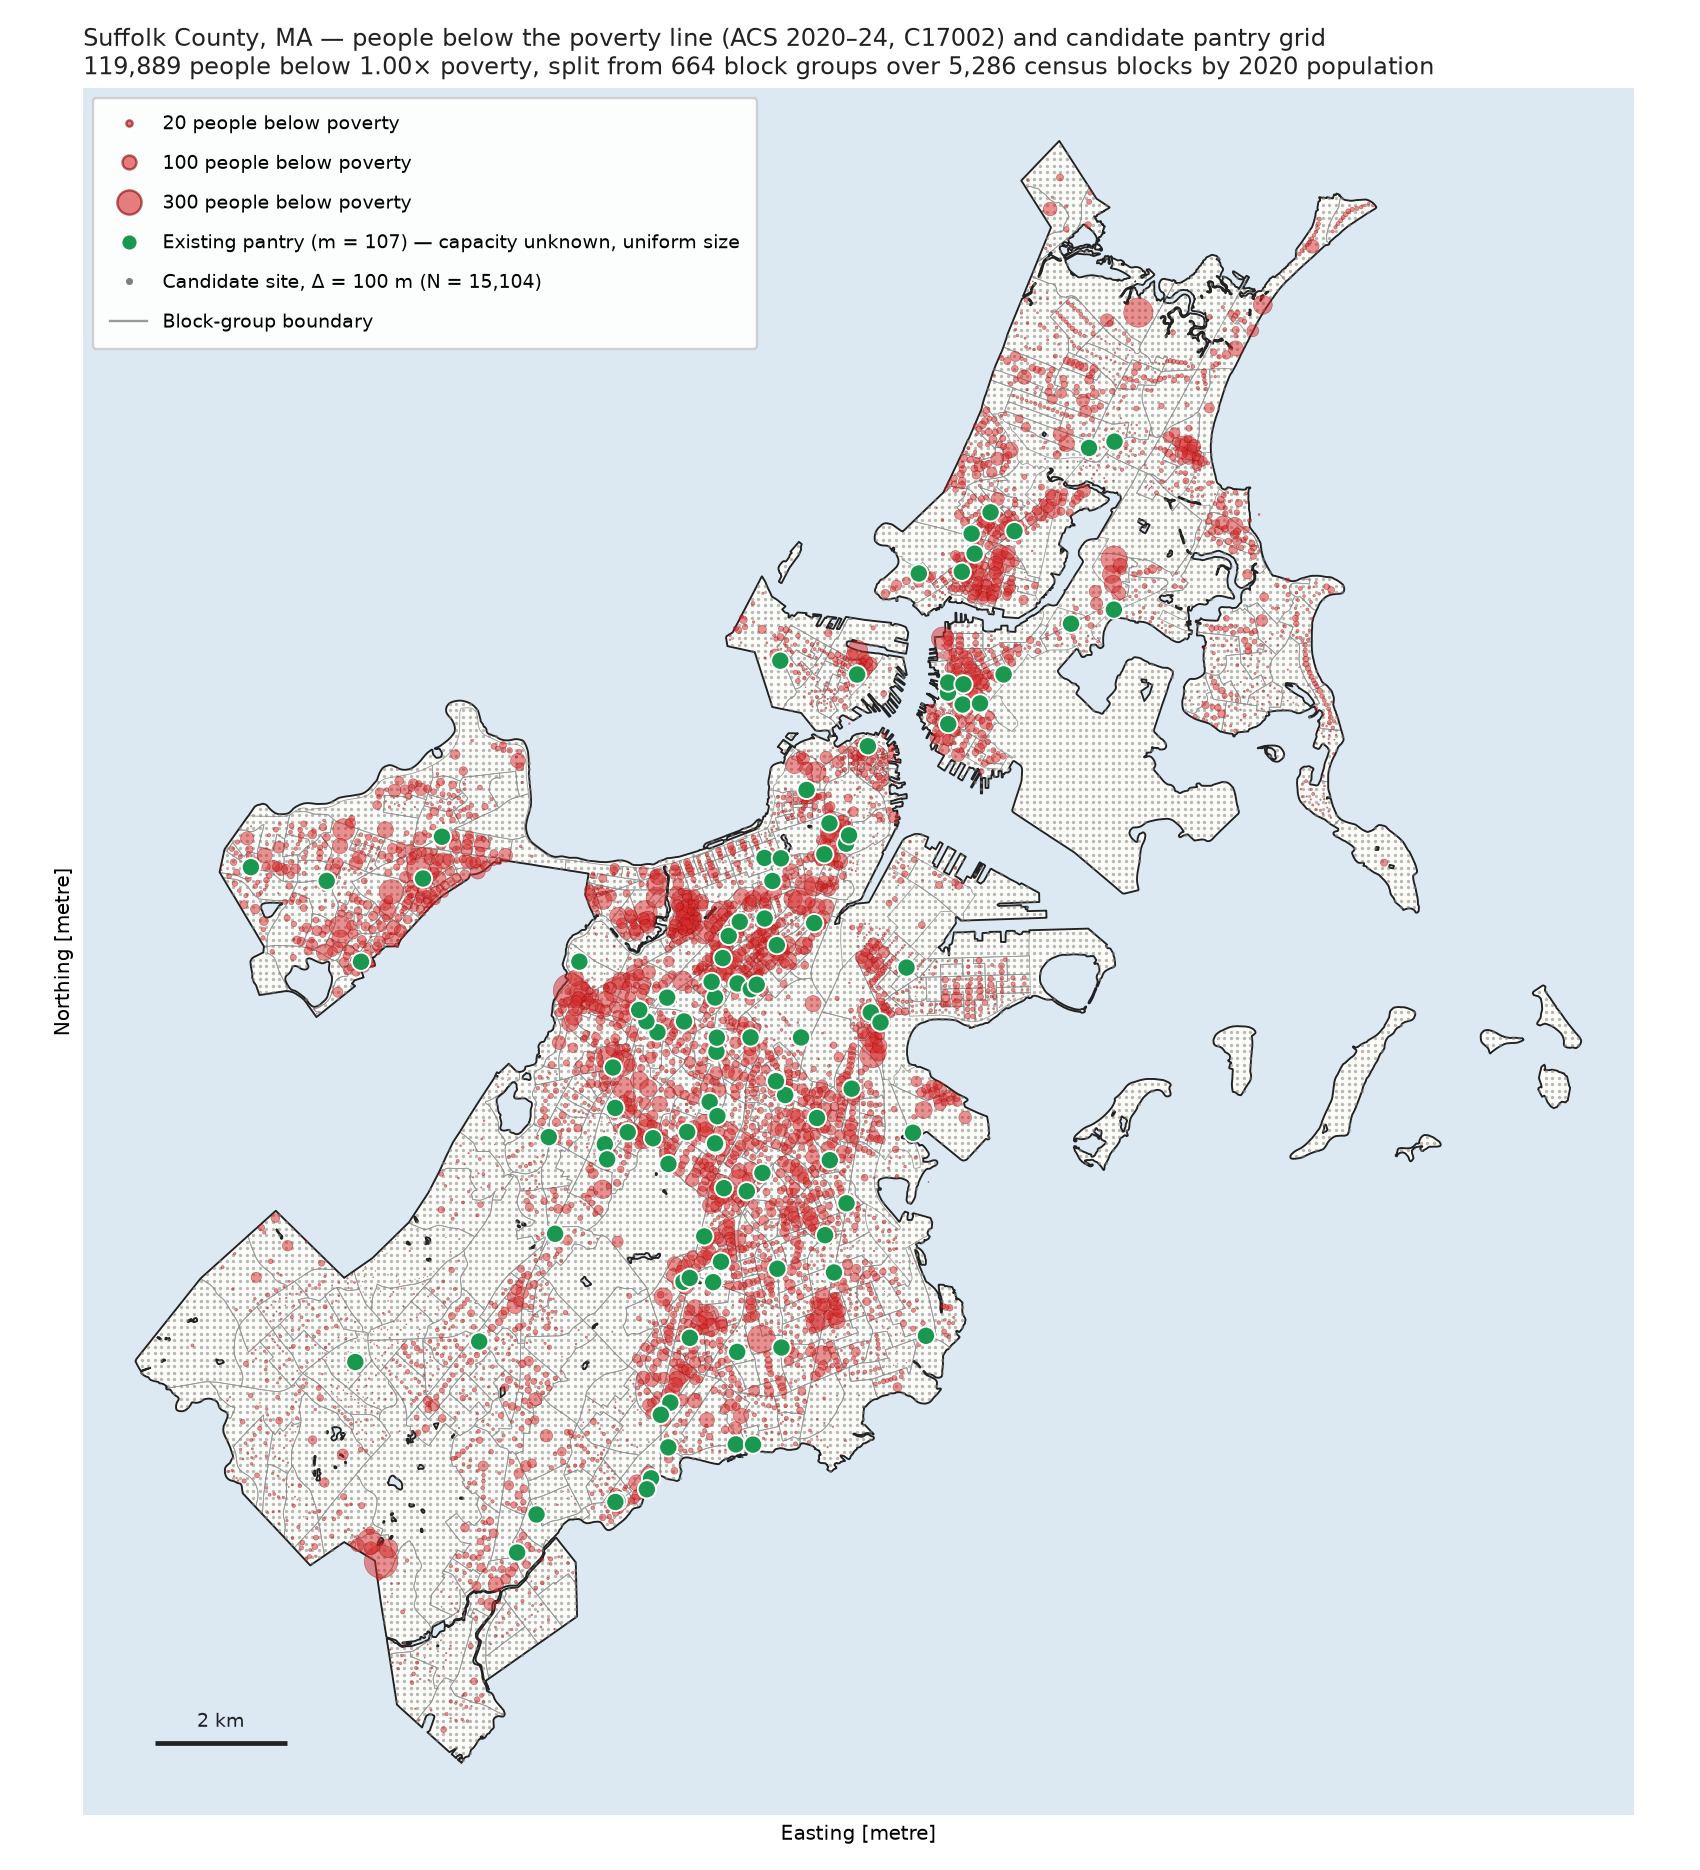 Suffolk County, MA — people below the poverty line (ACS 2020–24, C17002) and candidate pantry grid
119,889 people below 1.00× poverty, split from 664 block groups over 5,286 census blocks by 2020 population
20 people below poverty
100 people below poverty
300 people below poverty
Existing pantry (m = 107) — capacity unknown, uniform size
Candidate site, Δ = 100 m (N = 15,104)
Block-group boundary
Northing [metre]
2 km
Easting [metre]